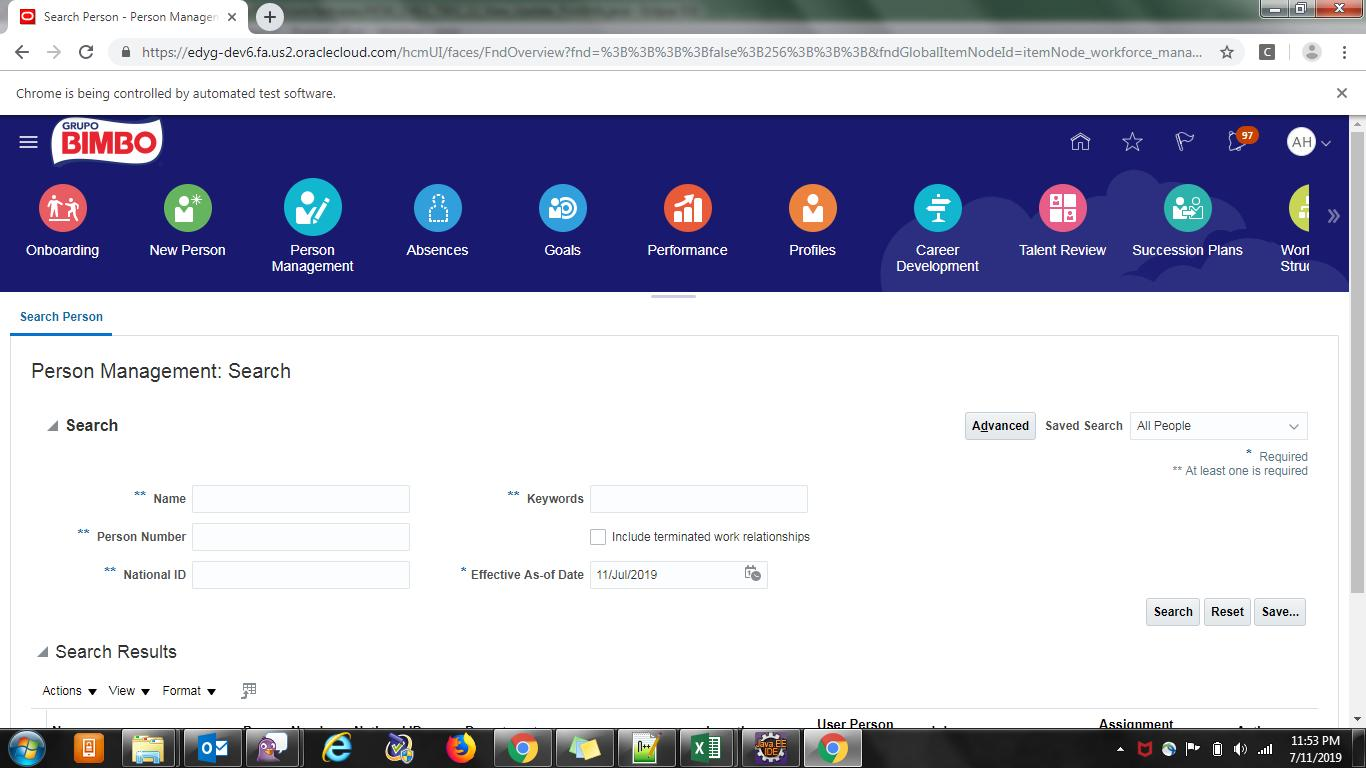 Search Person - Person Managen
https://edyg-dev6.fa.us2.oraclecloud.com/hcmUI/faces/FndOverview?fnd=%3B%3B%3B%3Bfalse%3B256%3B%3B%3B&fndGlobalItemNodeId=itemNode_workforce_mana...
C
Chrome is being controlled by automated test software.
GRUPO
BIMBO
97
AH
Onboarding
New Person
Person Management
Absences
Goals
Performance
Profiles
Career Development
Talent Review
Succession Plans
Search Person
Person Management: Search
Search
Advanced
Saved Search
All People
* Required
** At least one is required
** Name
** Keywords
** Person Number
Include terminated work relationships
** National ID
* Effective As-of Date
11/Jul/2019
Search
Reset
Save...
Search Results
Actions
View
Format
User Person
Assignment
Java EE IDE
11:53 PM
7/11/2019